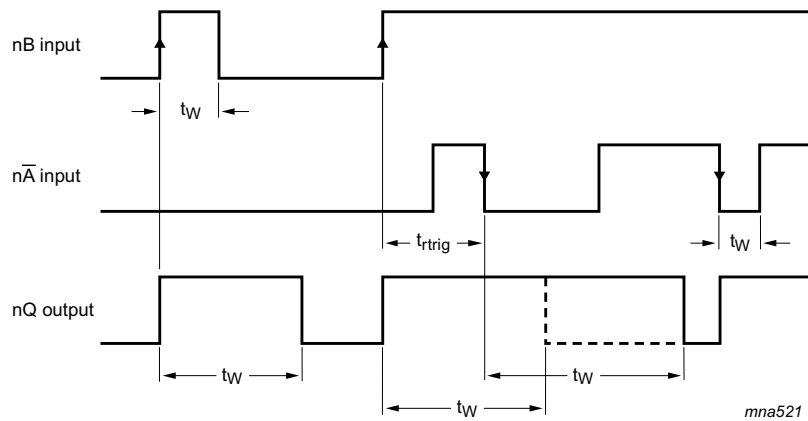 nB input
tW
nA̅ input
trtrig
tW
nQ output
tW
tW
tW
mna521